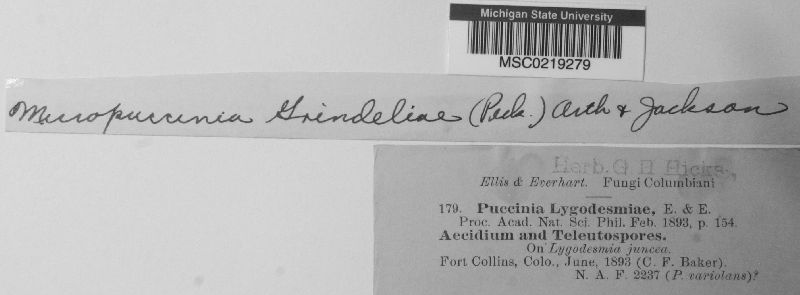 Michigan State University
MSC0219279
Micropuccinia Grindeliae (Peck.) Arth & Jackson
Herb. G H Hicks,
Ellis & Everhart. Fungi Columbiani
179. Puccinia Lygodesmiae, E. & E.
Proc. Acad. Nat. Sci. Phil. Feb. 1893, p. 154.
Aecidium and Teleutospores.
On Lygodesmia juncea.
Fort Collins, Colo., June, 1893 (C. F. Baker).
N. A. F. 2237 (P. variolans)?